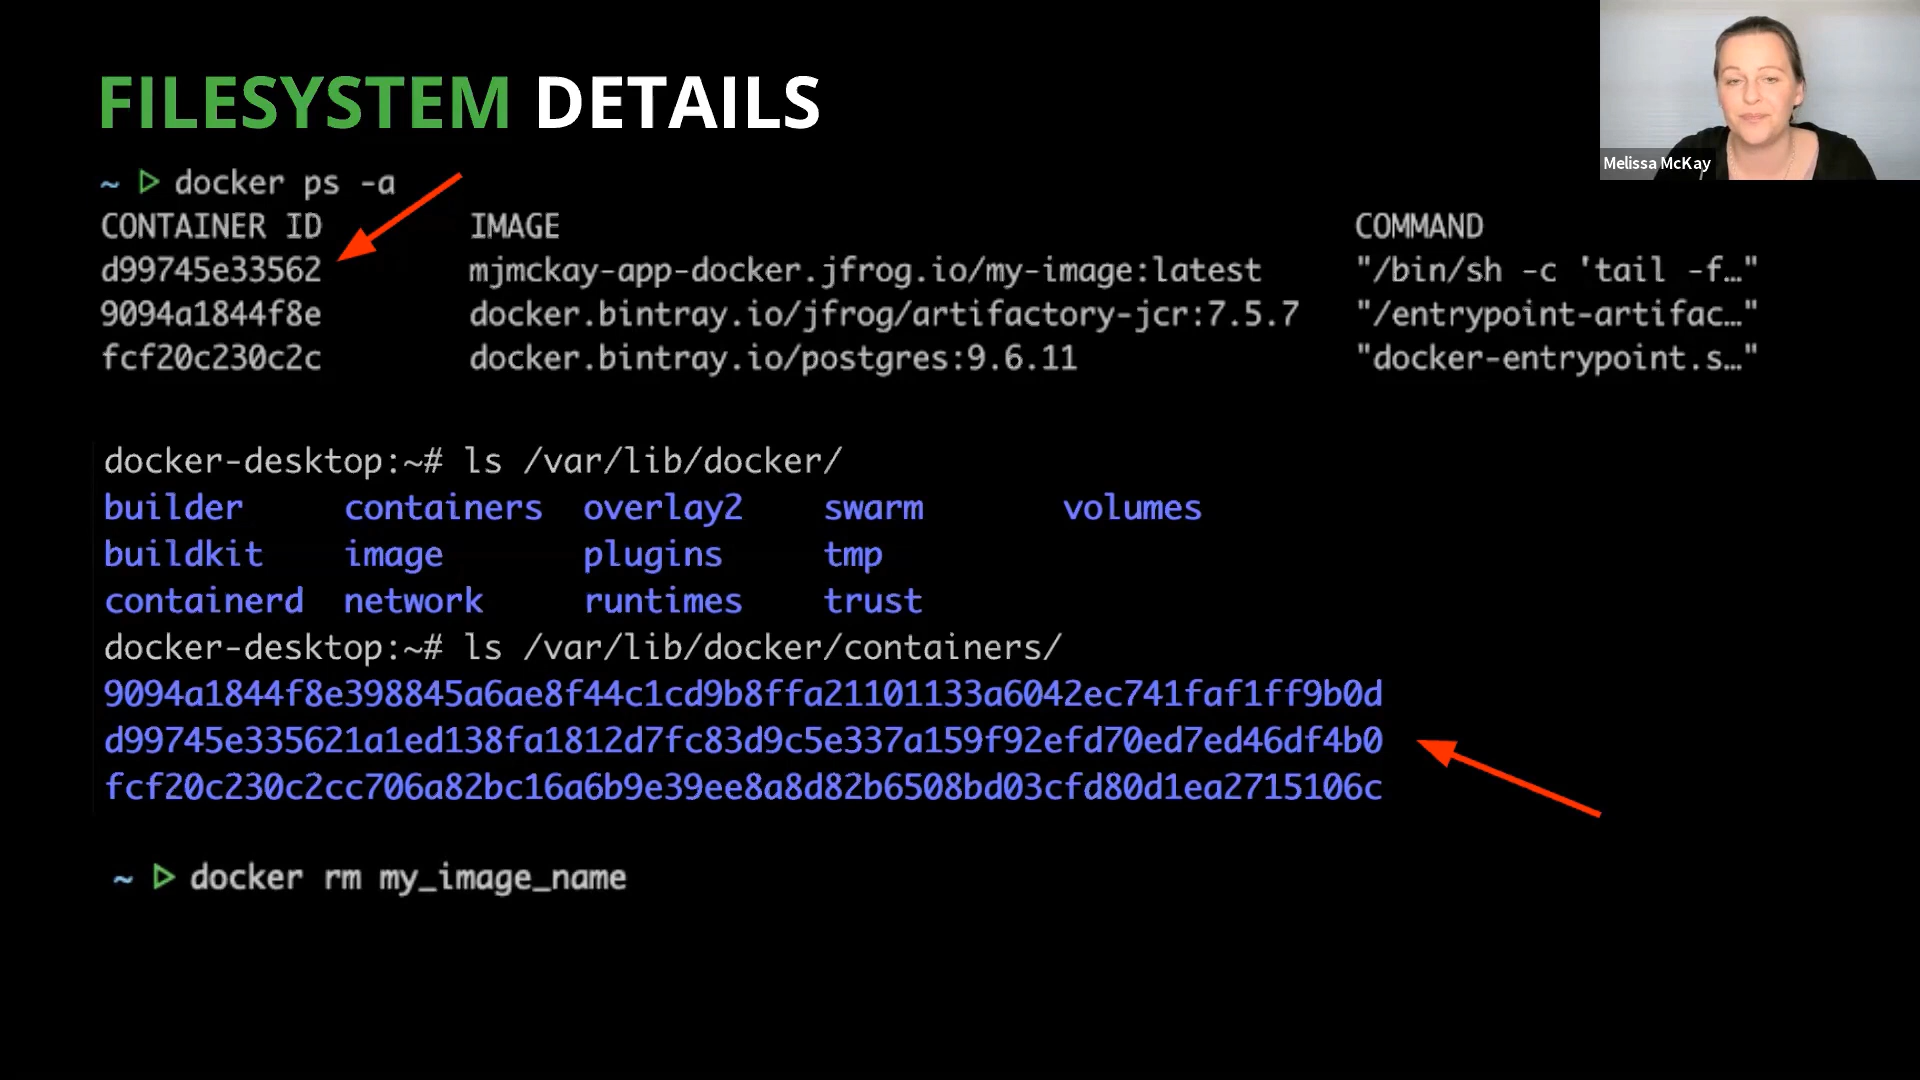 FILESYSTEM DETAILS
Melissa McKay
~ ▷ docker ps -a
CONTAINER ID IMAGE COMMAND
d99745e33562 mjmckay-app-docker.jfrog.io/my-image:latest "/bin/sh -c 'tail -f…"
9094a1844f8e docker.bintray.io/jfrog/artifactory-jcr:7.5.7 "/entrypoint-artifac…"
fcf20c230c2c docker.bintray.io/postgres:9.6.11 "docker-entrypoint.s…"
docker-desktop:~# ls /var/lib/docker/
builder containers overlay2 swarm volumes
buildkit image plugins tmp
containerd network runtimes trust
docker-desktop:~# ls /var/lib/docker/containers/
9094a1844f8e398845a6ae8f44c1cd9b8ffa21101133a6042ec741faf1ff9b0d
d99745e335621a1ed138fa1812d7fc83d9c5e337a159f92efd70ed7ed46df4b0
fcf20c230c2cc706a82bc16a6b9e39ee8a8d82b6508bd03cfd80d1ea2715106c
~ ▷ docker rm my_image_name